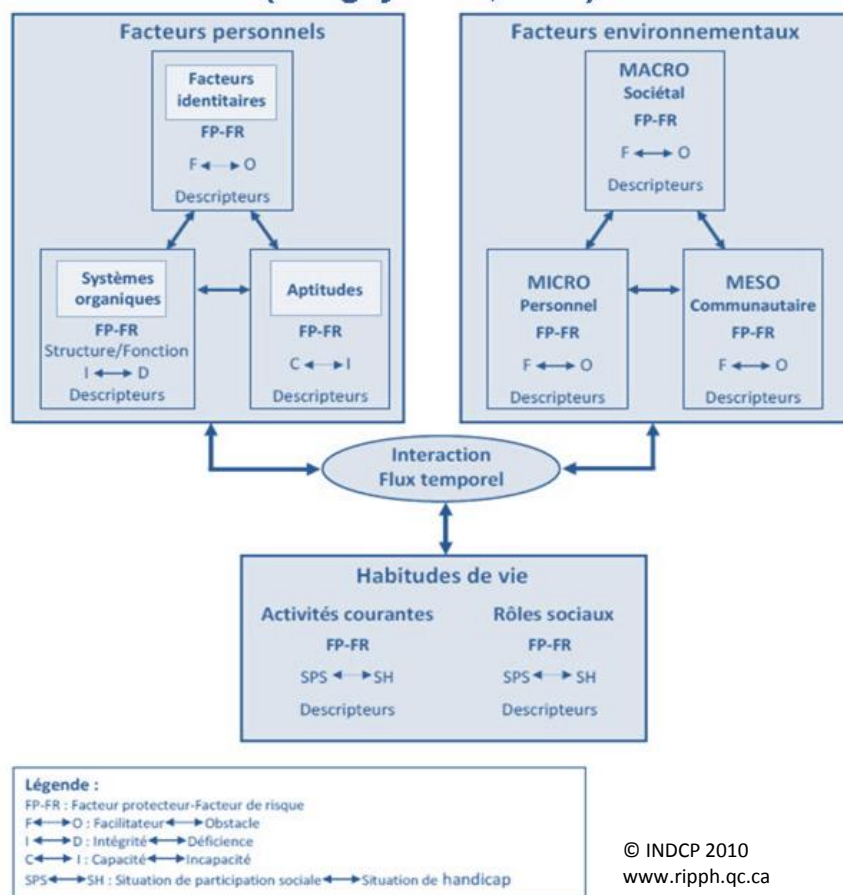 Facteurs personnels
Facteurs
identitaires
FP-FR
F ◄─► O
Descripteurs
Systèmes
organiques
FP-FR
Structure/Fonction
I ◄─► D
Descripteurs
Aptitudes
FP-FR
C ◄─► I
Descripteurs
Facteurs environnementaux
MACRO
Sociétal
FP-FR
F ◄─► O
Descripteurs
MICRO
Personnel
FP-FR
F ◄─► O
Descripteurs
MESO
Communautaire
FP-FR
F ◄─► O
Descripteurs
Interaction
Flux temporel
Habitudes de vie
Activités courantes
FP-FR
SPS ◄─► SH
Descripteurs
Rôles sociaux
FP-FR
SPS ◄─► SH
Descripteurs
Légende :
FP-FR : Facteur protecteur-Facteur de risque
F◄─►O : Facilitateur◄─►Obstacle
I ◄─►D : Intégrité◄─►Déficience
C◄─► I : Capacité◄─►Incapacité
SPS◄─►SH : Situation de participation sociale◄─►Situation de handicap
© INDCP 2010
www.ripph.qc.ca